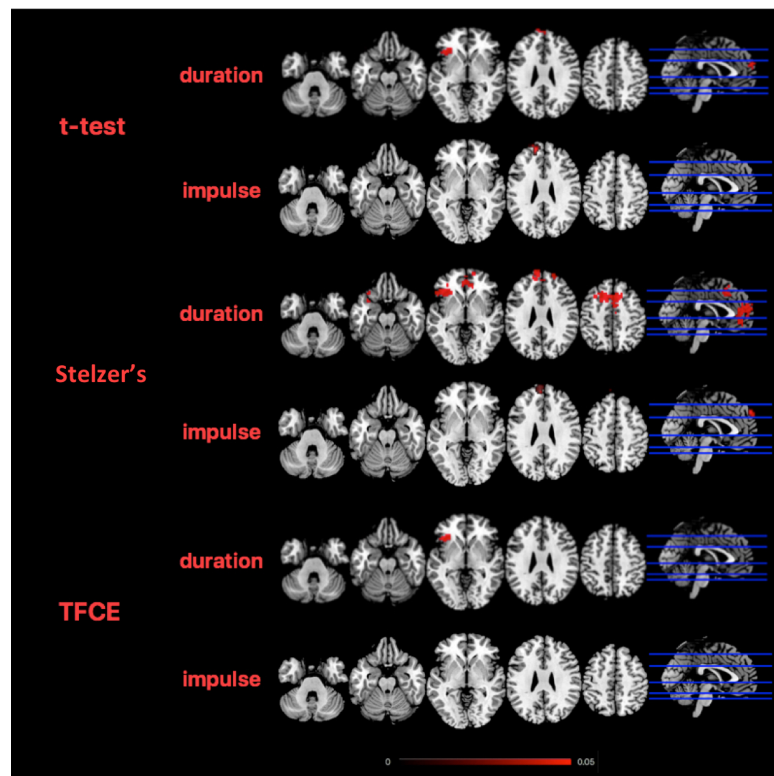 duration
t-test
impulse
duration
Stelzer's
impulse
duration
TFCE
impulse
0 0.05